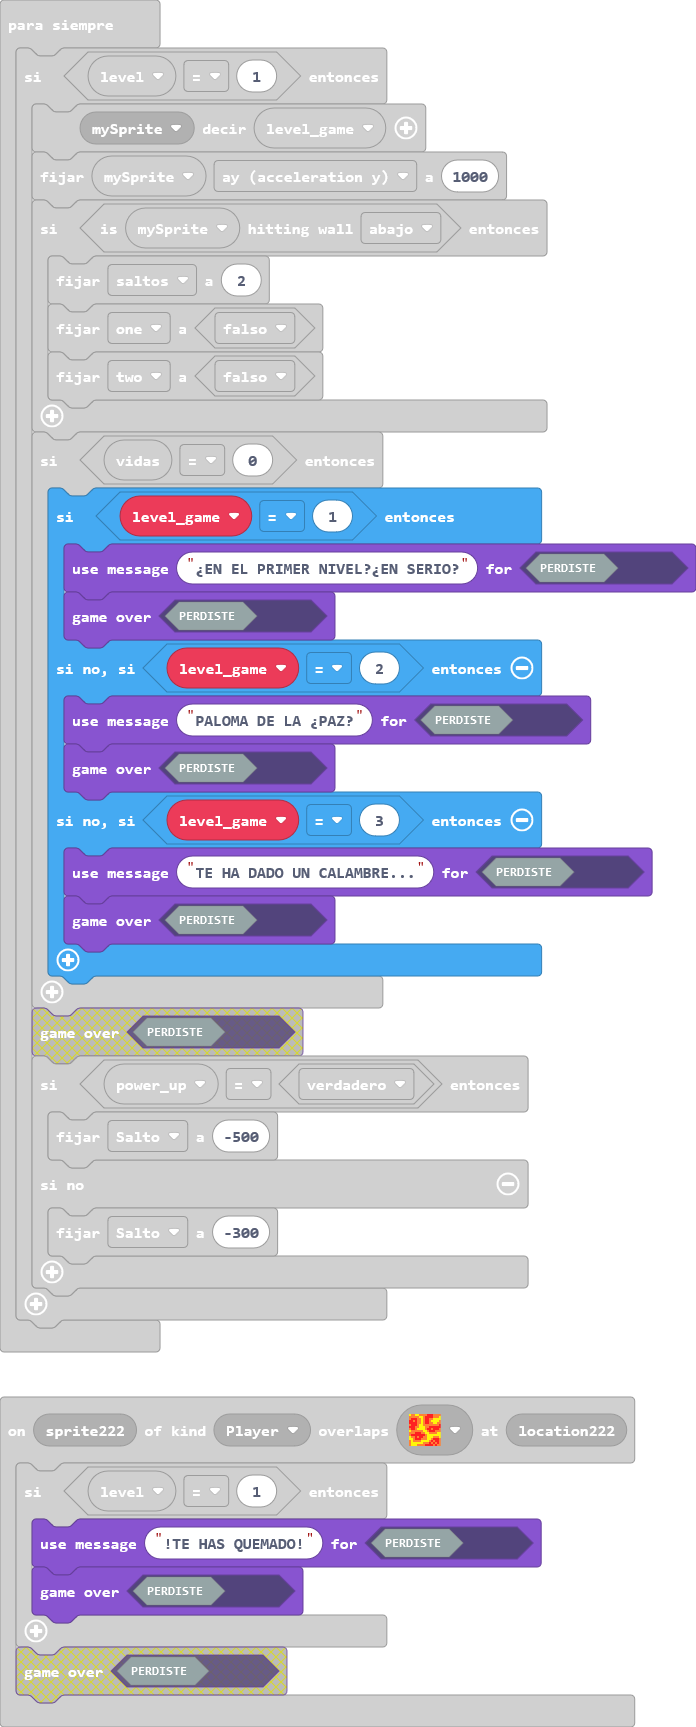 para siempre
si level = 1 entonces
mySprite decir level_game
fijar mySprite ay (acceleration y) a 1000
si is mySprite hitting wall abajo entonces
fijar saltos a 2
fijar one a falso
fijar two a falso
si vidas = 0 entonces
si level_game = 1 entonces
use message "¿EN EL PRIMER NIVEL?¿EN SERIO?" for PERDISTE
game over PERDISTE
si no, si level_game = 2 entonces
use message "PALOMA DE LA ¿PAZ?" for PERDISTE
game over PERDISTE
si no, si level_game = 3 entonces
use message "TE HA DADO UN CALAMBRE..." for PERDISTE
game over PERDISTE
game over PERDISTE
si power_up = verdadero entonces
fijar Salto a -500
si no
fijar Salto a -300
on sprite222 of kind Player overlaps at location222
si level = 1 entonces
use message "!TE HAS QUEMADO!" for PERDISTE
game over PERDISTE
game over PERDISTE